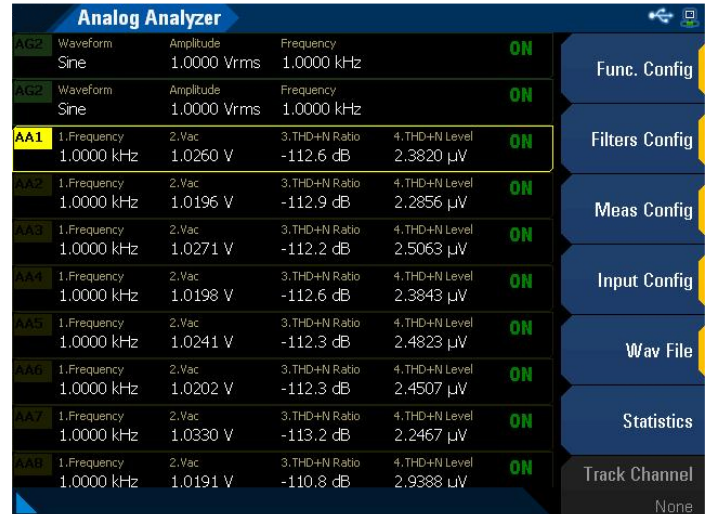 Analog Analyzer
AG2 Waveform Amplitude Frequency ON
Sine 1.0000 Vrms 1.0000 kHz
AG2 Waveform Amplitude Frequency ON
Sine 1.0000 Vrms 1.0000 kHz
AA1 1.Frequency 2.Vac 3.THD+N Ratio 4.THD+N Level ON
1.0000 kHz 1.0260 V -112.6 dB 2.3820 µV
AA2 1.Frequency 2.Vac 3.THD+N Ratio 4.THD+N Level ON
1.0000 kHz 1.0196 V -112.9 dB 2.2856 µV
AA3 1.Frequency 2.Vac 3.THD+N Ratio 4.THD+N Level ON
1.0000 kHz 1.0271 V -112.2 dB 2.5063 µV
AA4 1.Frequency 2.Vac 3.THD+N Ratio 4.THD+N Level ON
1.0000 kHz 1.0198 V -112.6 dB 2.3843 µV
AA5 1.Frequency 2.Vac 3.THD+N Ratio 4.THD+N Level ON
1.0000 kHz 1.0241 V -112.3 dB 2.4823 µV
AA6 1.Frequency 2.Vac 3.THD+N Ratio 4.THD+N Level ON
1.0000 kHz 1.0202 V -112.3 dB 2.4507 µV
AA7 1.Frequency 2.Vac 3.THD+N Ratio 4.THD+N Level ON
1.0000 kHz 1.0330 V -113.2 dB 2.2467 µV
AA8 1.Frequency 2.Vac 3.THD+N Ratio 4.THD+N Level ON
1.0000 kHz 1.0191 V -110.8 dB 2.9388 µV
Func. Config
Filters Config
Meas Config
Input Config
Wav File
Statistics
Track Channel
None